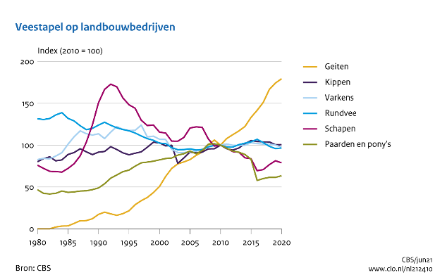 Veestapel op landbouwbedrijven
Index (2010 = 100)
200
150
100
50
0
1980 1985 1990 1995 2000 2005 2010 2015 2020
Geiten
Kippen
Varkens
Rundvee
Schapen
Paarden en pony's
Bron: CBS
CBS/jun21
www.clo.nl/nl212410